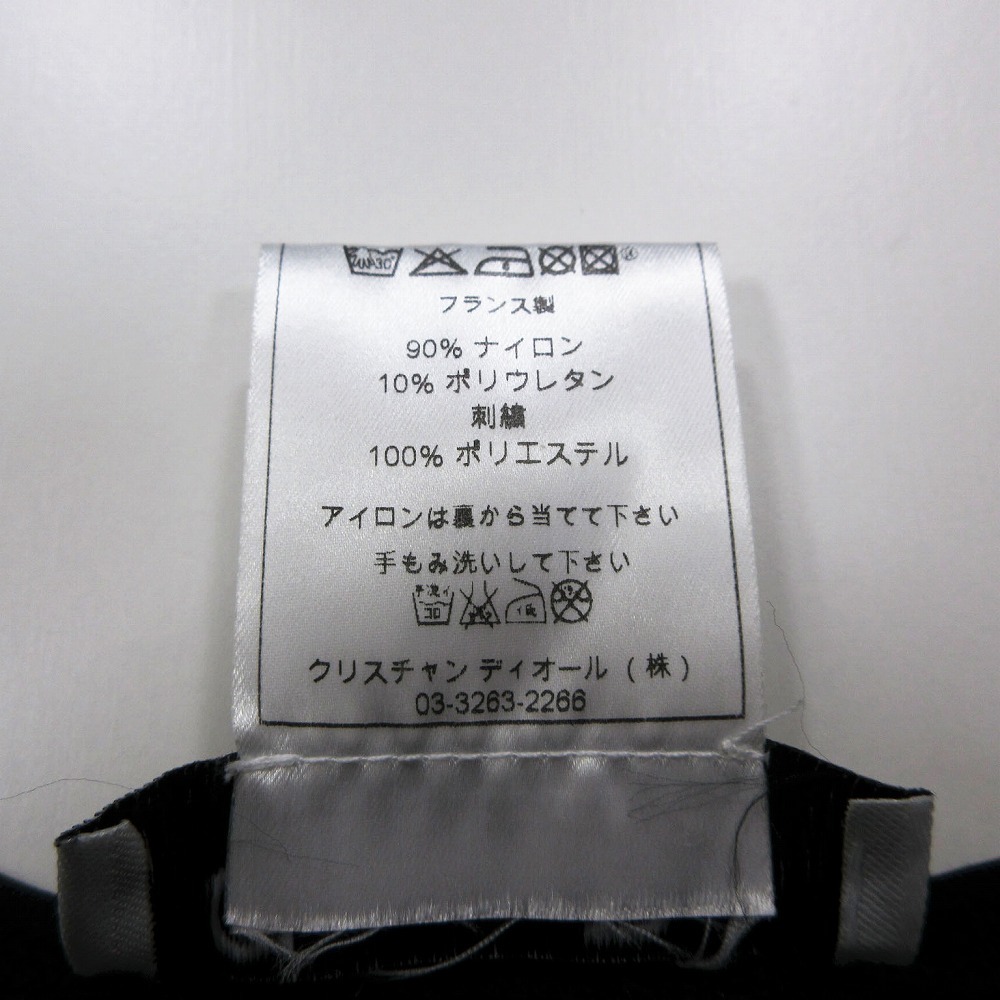 フランス製
90% ナイロン
10% ポリウレタン
刺繍
100% ポリエステル
アイロンは裏から当てて下さい
手もみ洗いして下さい
クリスチャン ディオール (株)
03-3263-2266